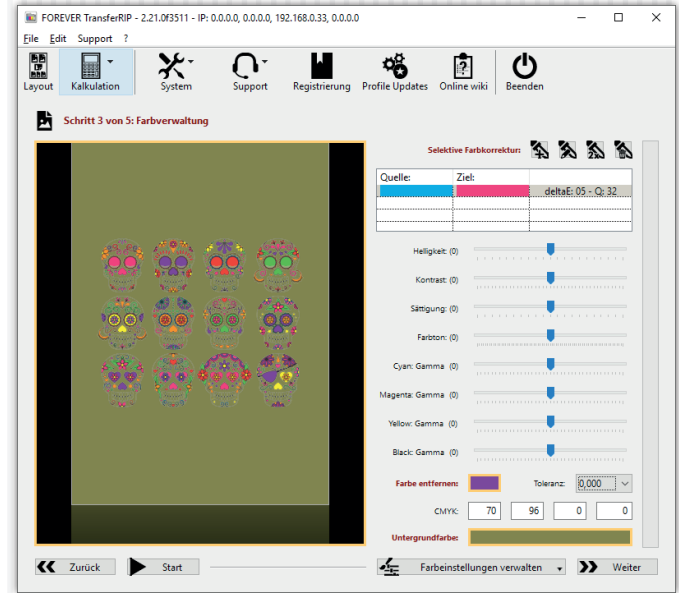 FOREVER TransferRIP - 2.21.0f3511 - IP: 0.0.0.0, 0.0.0.0, 192.168.0.33, 0.0.0.0
File Edit Support ?
Layout Kalkulation System Support Registrierung Profile Updates Online wiki Beenden
Schritt 3 von 5: Farbverwaltung
Selektive Farbkorrektur: 2x
Quelle: Ziel:
deltaE: 05 - Q: 32
Helligkeit: (0)
Kontrast: (0)
Sättigung: (0)
Farbton: (0)
Cyan: Gamma (0)
Magenta: Gamma (0)
Yellow: Gamma (0)
Black: Gamma (0)
Farbe entfernen: Toleranz: 0,000
CMYK: 70 96 0 0
Untergrundfarbe:
Zurück Start Farbeinstellungen verwalten Weiter